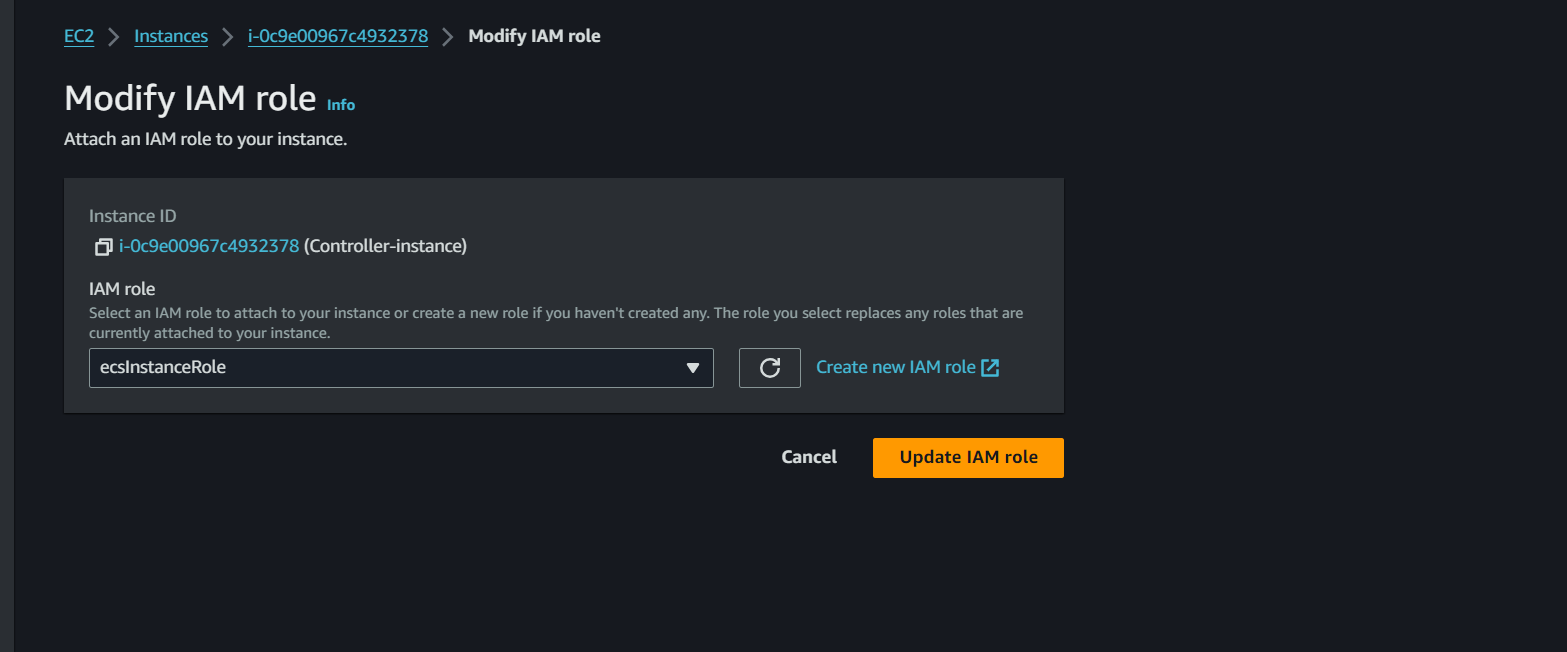 EC2 Instances i-0c9e00967c4932378 Modify IAM role
Modify IAM role Info
Attach an IAM role to your instance.
Instance ID
i-0c9e00967c4932378 (Controller-instance)
IAM role
Select an IAM role to attach to your instance or create a new role if you haven't created any. The role you select replaces any roles that are
currently attached to your instance.
ecsInstanceRole Create new IAM role
Cancel Update IAM role